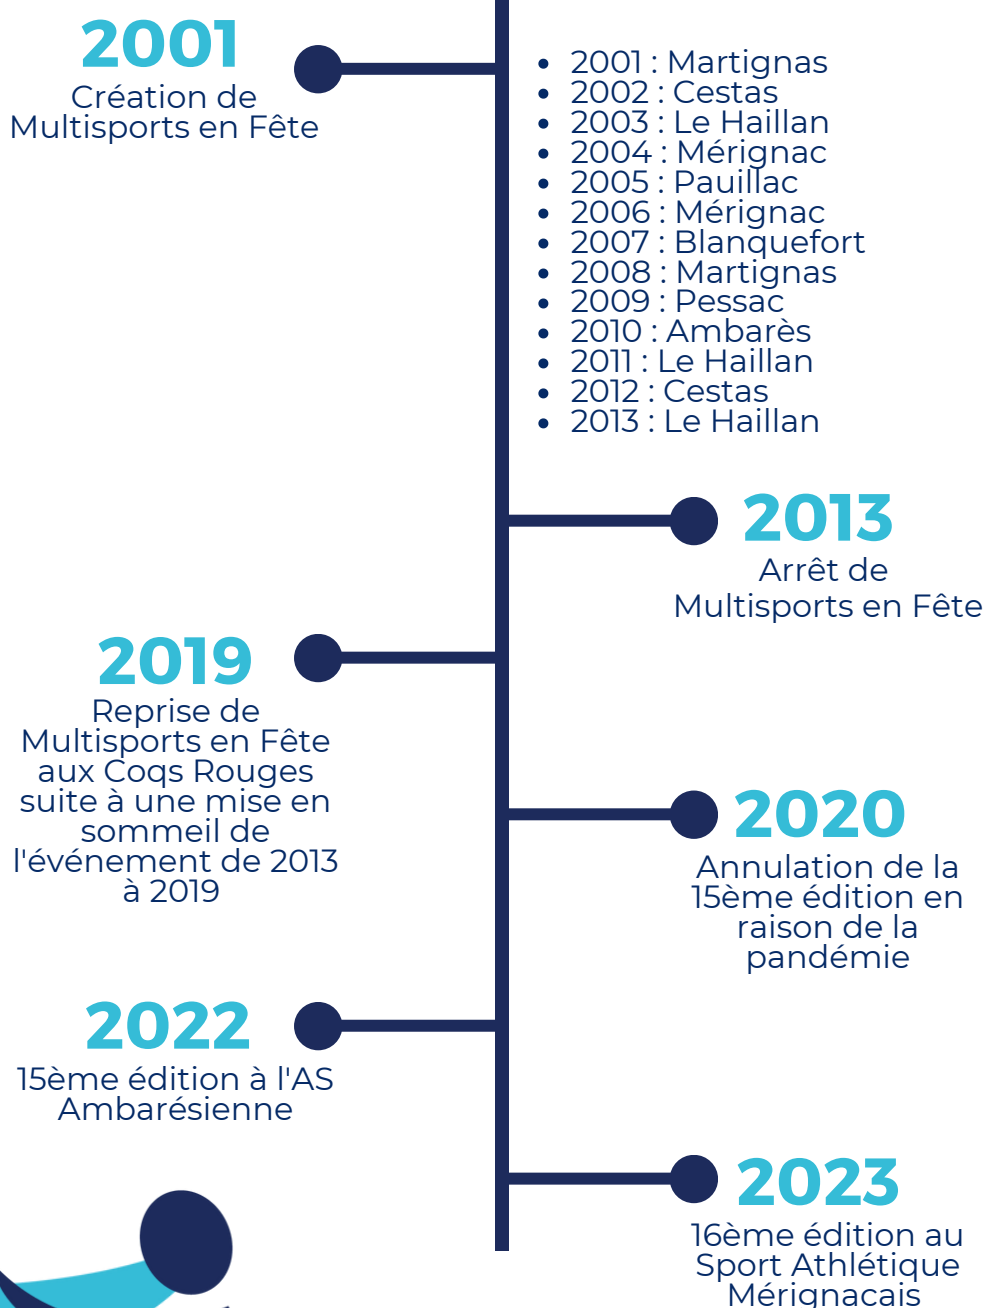 2001
Création de
Multisports en Fête
• 2001 : Martignas
• 2002 : Cestas
• 2003 : Le Haillan
• 2004 : Mérignac
• 2005 : Pauillac
• 2006 : Mérignac
• 2007 : Blanquefort
• 2008 : Martignas
• 2009 : Pessac
• 2010 : Ambarès
• 2011 : Le Haillan
• 2012 : Cestas
• 2013 : Le Haillan
2013
Arrêt de
Multisports en Fête
2019
Reprise de
Multisports en Fête
aux Coqs Rouges
suite à une mise en
sommeil de
l'événement de 2013
à 2019
2020
Annulation de la
15ème édition en
raison de la
pandémie
2022
15ème édition à l'AS
Ambarésienne
2023
16ème édition au
Sport Athlétique
Mérignacais